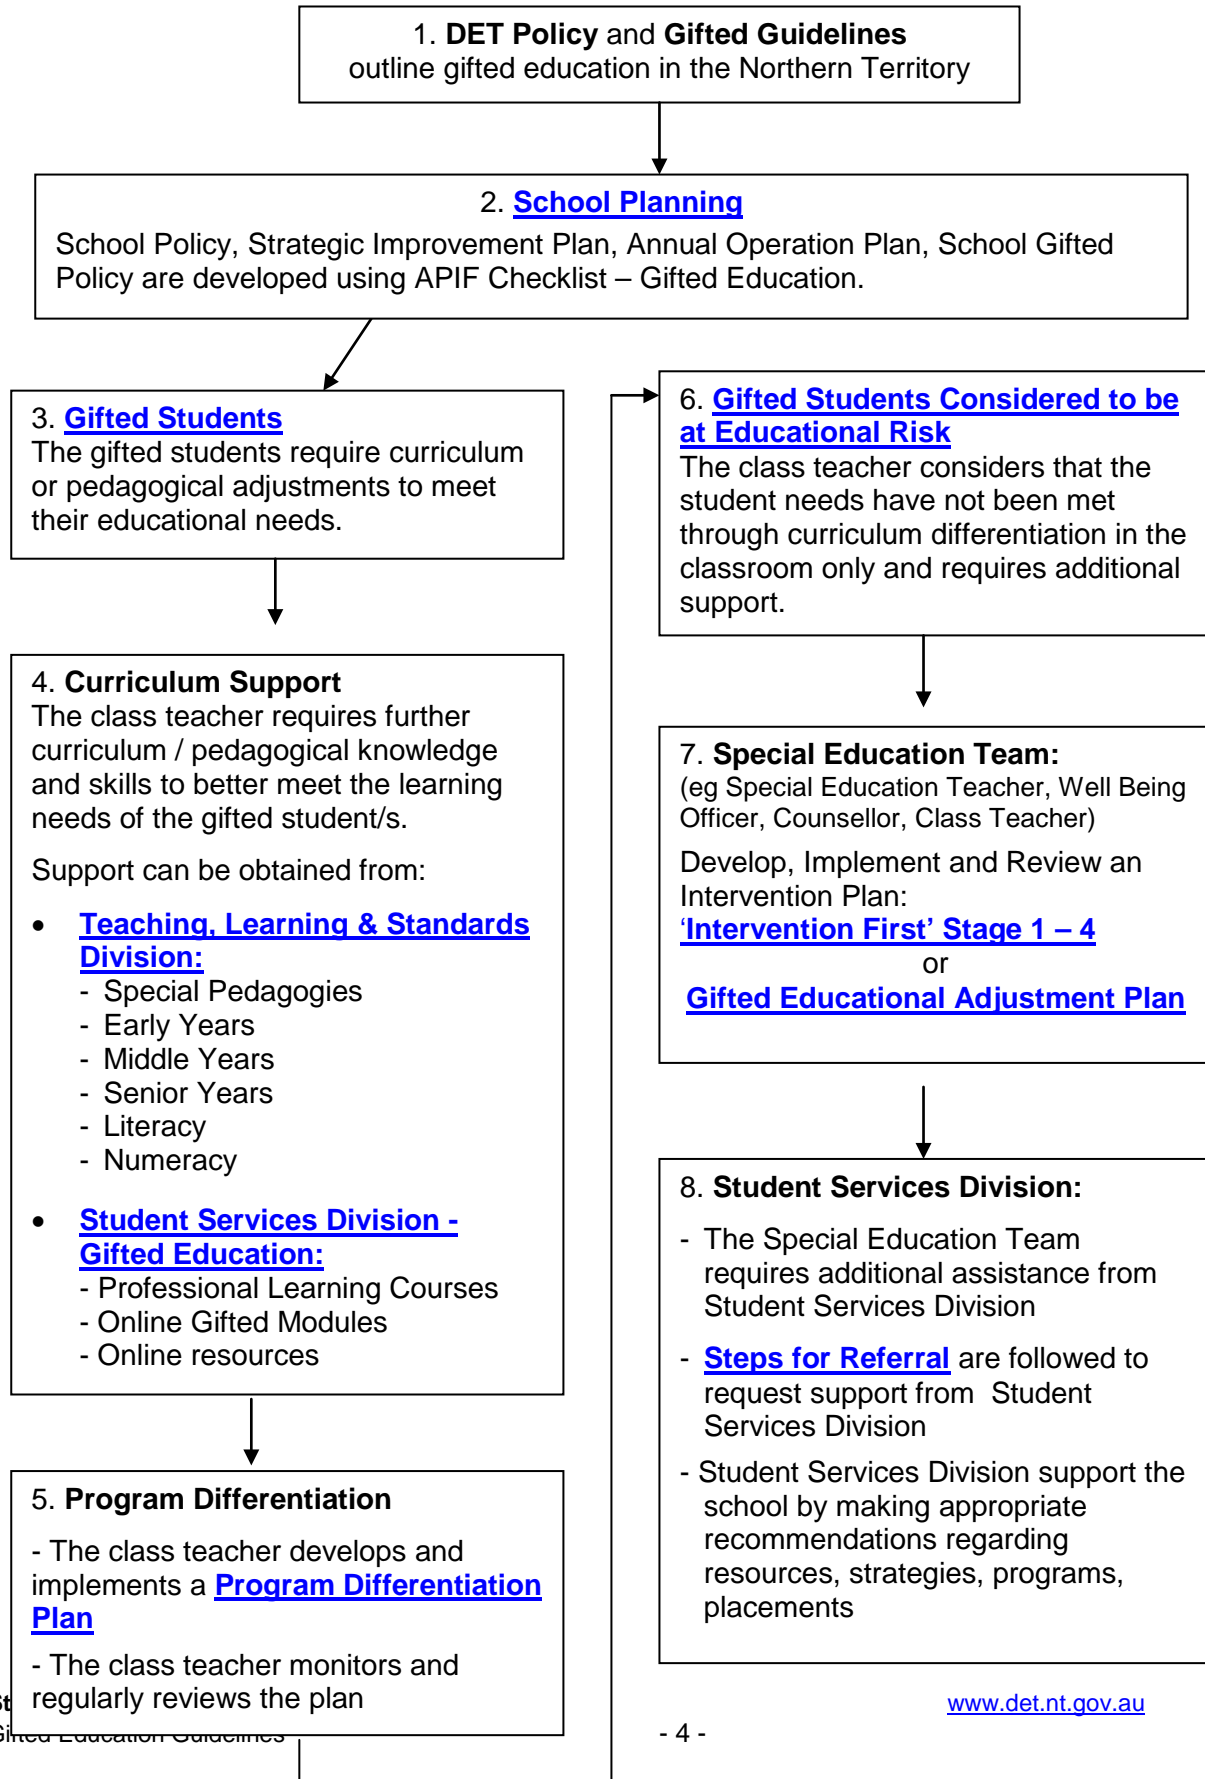 1. DET Policy and Gifted Guidelines
outline gifted education in the Northern Territory
2. School Planning
School Policy, Strategic Improvement Plan, Annual Operation Plan, School Gifted
Policy are developed using APIF Checklist – Gifted Education.
3. Gifted Students
The gifted students require curriculum
or pedagogical adjustments to meet
their educational needs.
4. Curriculum Support
The class teacher requires further
curriculum / pedagogical knowledge
and skills to better meet the learning
needs of the gifted student/s.
Support can be obtained from:
• Teaching, Learning & Standards
Division:
- Special Pedagogies
- Early Years
- Middle Years
- Senior Years
- Literacy
- Numeracy
• Student Services Division -
Gifted Education:
- Professional Learning Courses
- Online Gifted Modules
- Online resources
5. Program Differentiation
- The class teacher develops and
implements a Program Differentiation
Plan
- The class teacher monitors and
regularly reviews the plan
6. Gifted Students Considered to be
at Educational Risk
The class teacher considers that the
student needs have not been met
through curriculum differentiation in the
classroom only and requires additional
support.
7. Special Education Team:
(eg Special Education Teacher, Well Being
Officer, Counsellor, Class Teacher)
Develop, Implement and Review an
Intervention Plan:
‘Intervention First’ Stage 1 – 4
or
Gifted Educational Adjustment Plan
8. Student Services Division:
- The Special Education Team
requires additional assistance from
Student Services Division
- Steps for Referral are followed to
request support from Student
Services Division
- Student Services Division support the
school by making appropriate
recommendations regarding
resources, strategies, programs,
placements
www.det.nt.gov.au
Education Guidelines
- 4 -